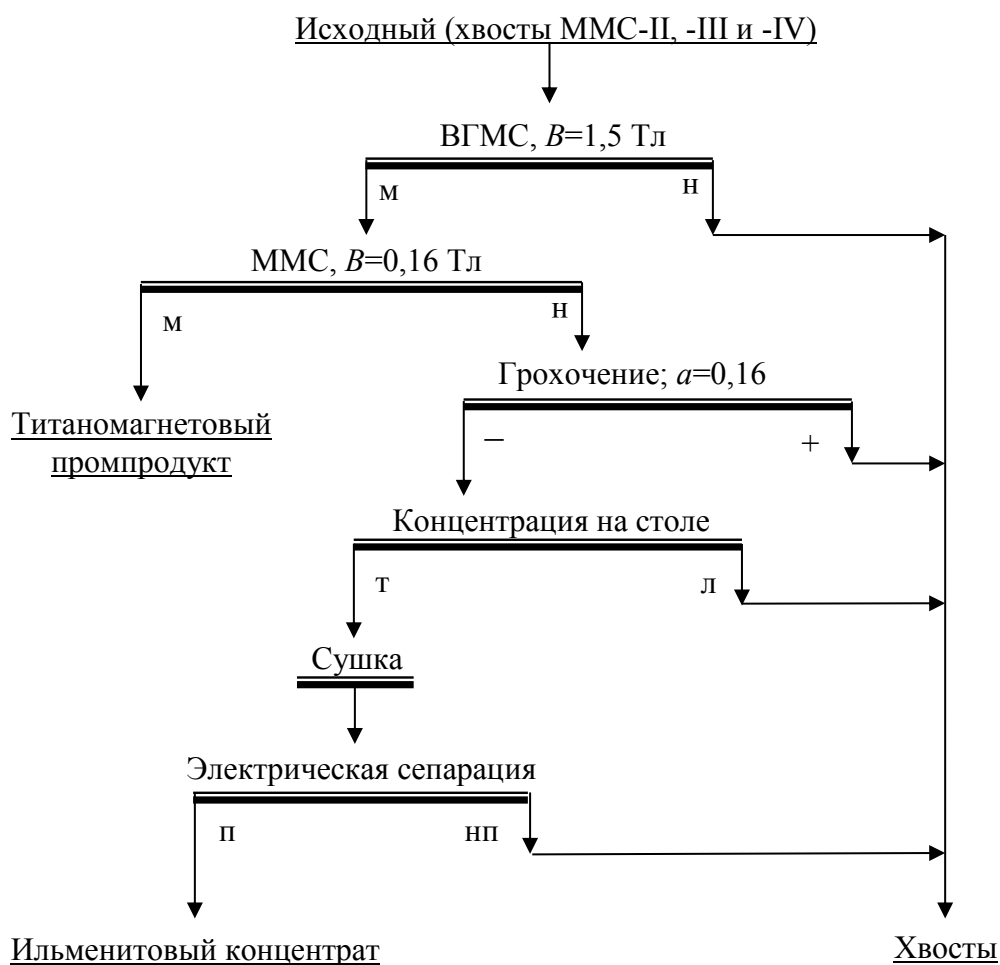 Исходный (хвосты ММС-II, -III и -IV)
ВГМС, B=1,5 Тл
м
н
ММС, B=0,16 Тл
м
н
Грохочение; a=0,16
Титаномагнетовый
промпродукт
−
+
Концентрация на столе
т
л
Сушка
Электрическая сепарация
п
нп
Ильменитовый концентрат
Хвосты